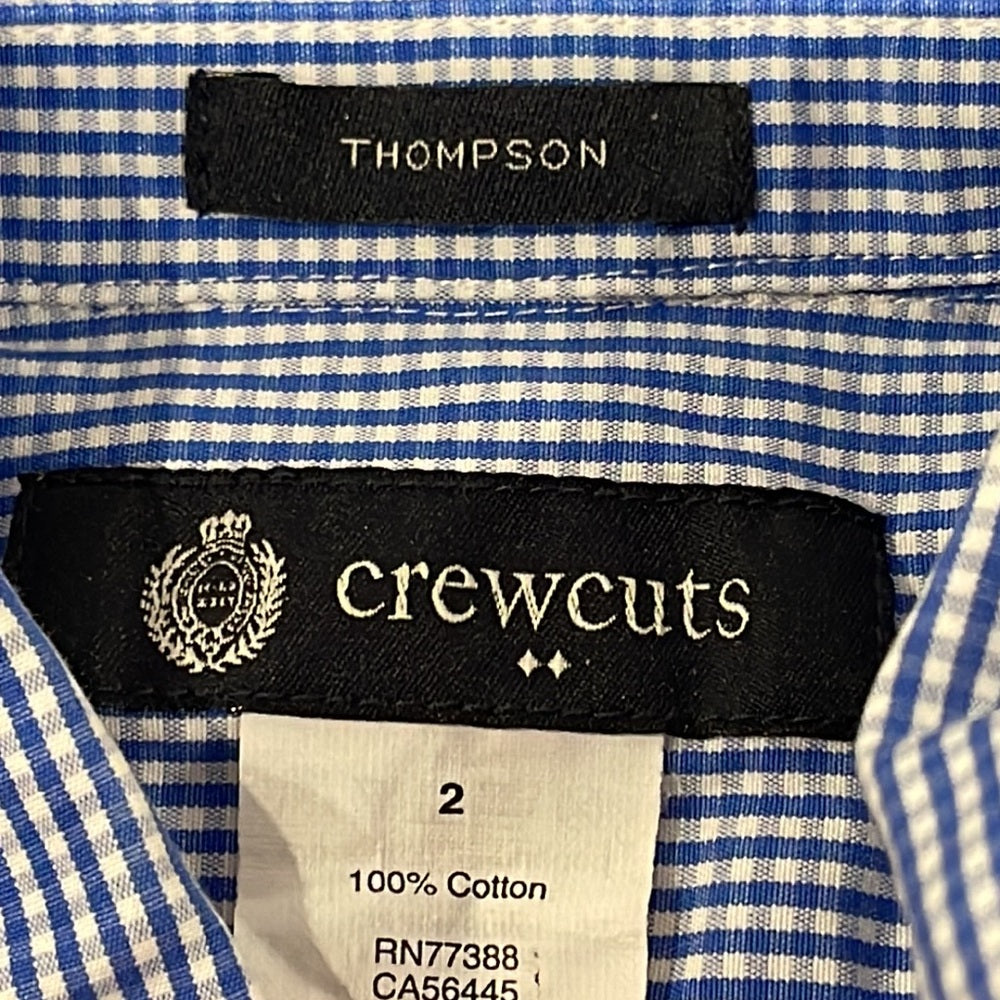 THOMPSON
crewcuts
2
100% Cotton
RN77388
CA56445